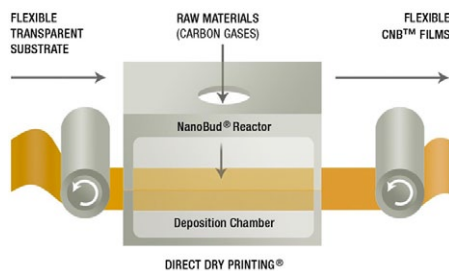 FLEXIBLE
TRANSPARENT
SUBSTRATE
RAW MATERIALS
(CARBON GASES)
FLEXIBLE
CNB™ FILMS
NanoBud® Reactor
Deposition Chamber
DIRECT DRY PRINTING®